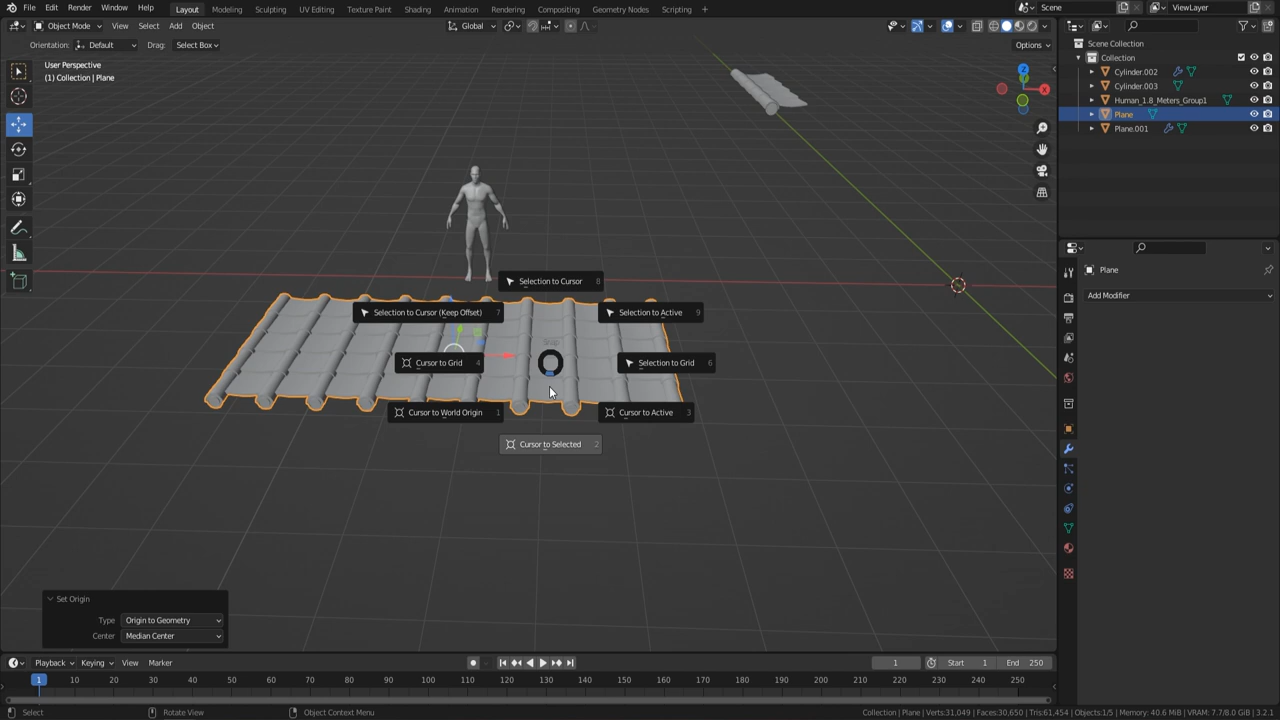 File Edit Render Window Help Layout Modeling Sculpting UV Editing Texture Paint Shading Animation Rendering Compositing Geometry Nodes Scripting + Scene ViewLayer
Object Mode View Select Add Object Global
Orientation: Default Drag: Select Box Options
User Perspective
(1) Collection | Plane
Z
X
Scene Collection
Collection
Cylinder.002
Cylinder.003
Human_1.8_Meters_Group1
Plane
Plane.001
Plane
Add Modifier
Selection to Cursor 8
Selection to Cursor (Keep Offset) 7
Selection to Active 9
Snap
Cursor to Grid 4
Selection to Grid 6
Cursor to World Origin 1
Cursor to Active 3
Cursor to Selected 2
Set Origin
Type Origin to Geometry
Center Median Center
Playback Keying View Marker 1 Start 1 End 250
1 10 20 30 40 50 60 70 80 90 100 110 120 130 140 150 160 170 180 190 200 210 220 230 240 250
Select Rotate View Object Context Menu Collection | Plane | Verts:31,049 | Faces:30,650 | Tris:61,454 | Objects:1/5 | Memory: 40.6 MiB | VRAM: 7.7/8.0 GiB | 3.2.1